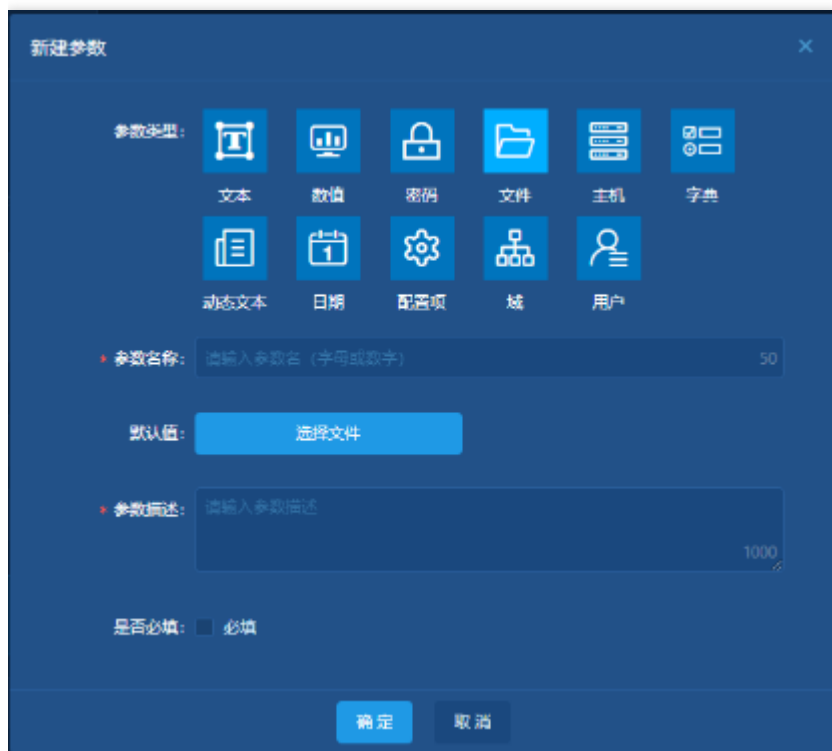 新建参数
参数类型:
文本 数值 密码 文件 主机 字典
动态文本 日期 配置项 域 用户
* 参数名称: 请输入参数名（字母或数字） 50
默认值: 选择文件
* 参数描述: 请输入参数描述
1000
是否必填: 必填
确定 取消